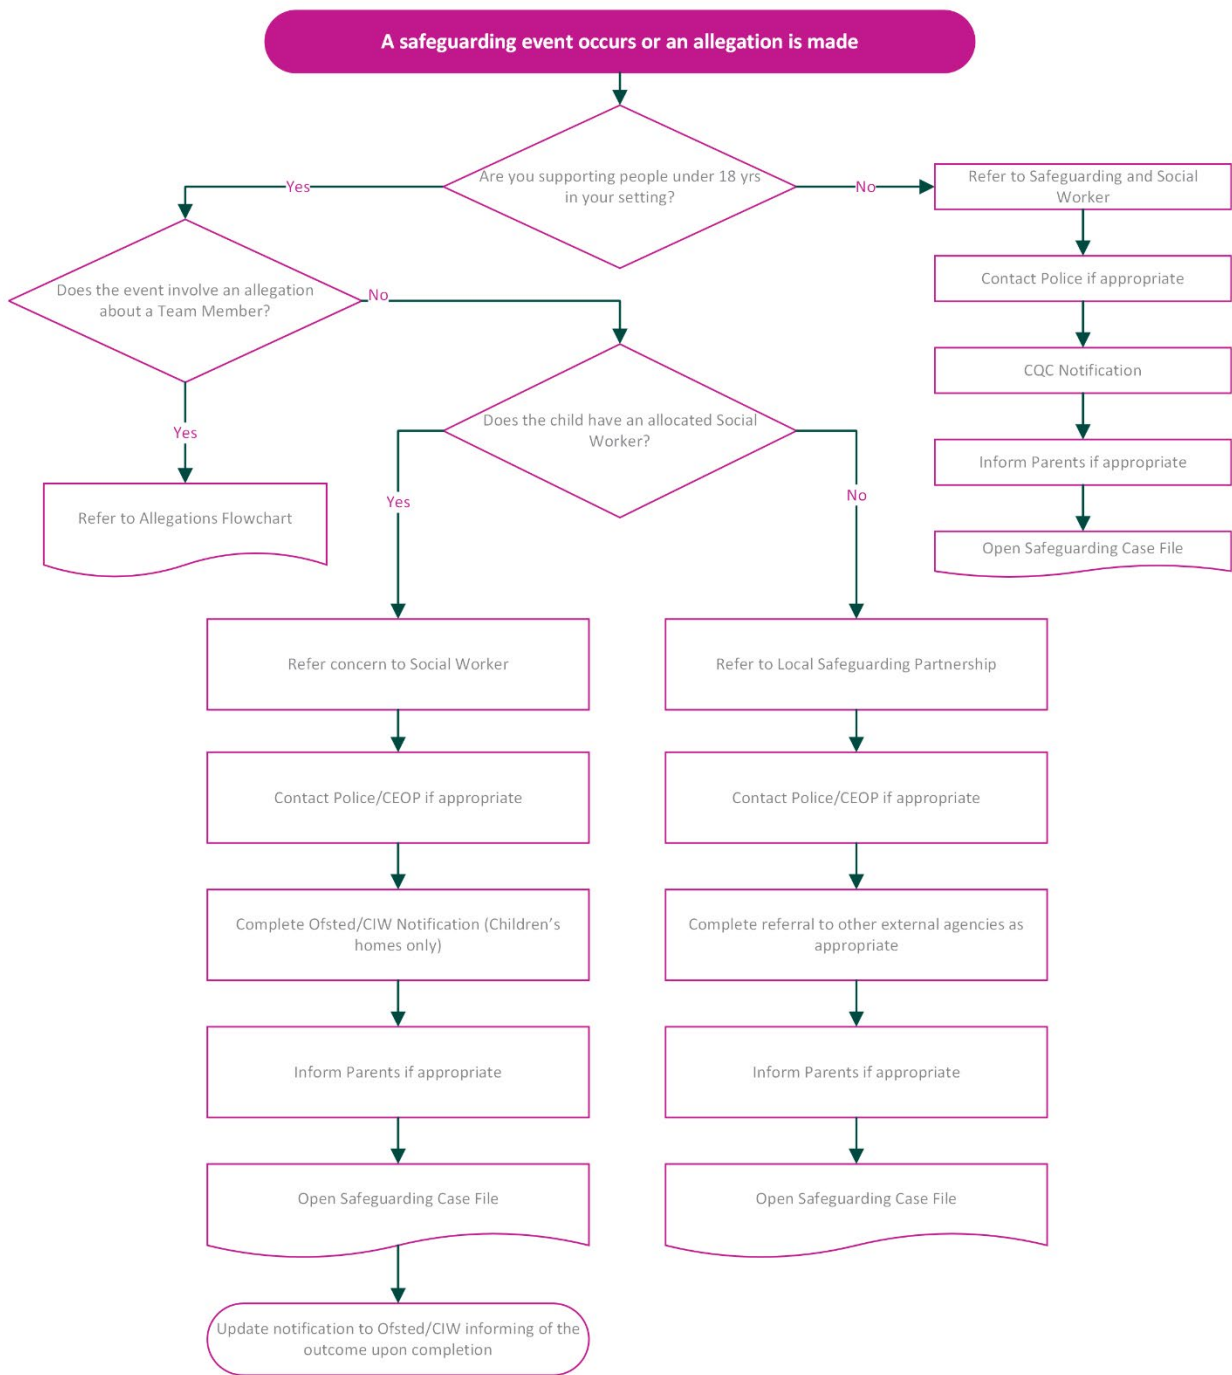 A safeguarding event occurs or an allegation is made
Are you supporting people under 18 yrs
in your setting?
Yes
No
Refer to Safeguarding and Social
Worker
Contact Police if appropriate
CQC Notification
Inform Parents if appropriate
Open Safeguarding Case File
Does the event involve an allegation
about a Team Member?
No
Yes
Refer to Allegations Flowchart
Does the child have an allocated Social
Worker?
Yes
No
Refer concern to Social Worker
Contact Police/CEOP if appropriate
Complete Ofsted/CIW Notification (Children’s
homes only)
Inform Parents if appropriate
Open Safeguarding Case File
Update notification to Ofsted/CIW informing of the
outcome upon completion
Refer to Local Safeguarding Partnership
Contact Police/CEOP if appropriate
Complete referral to other external agencies as
appropriate
Inform Parents if appropriate
Open Safeguarding Case File